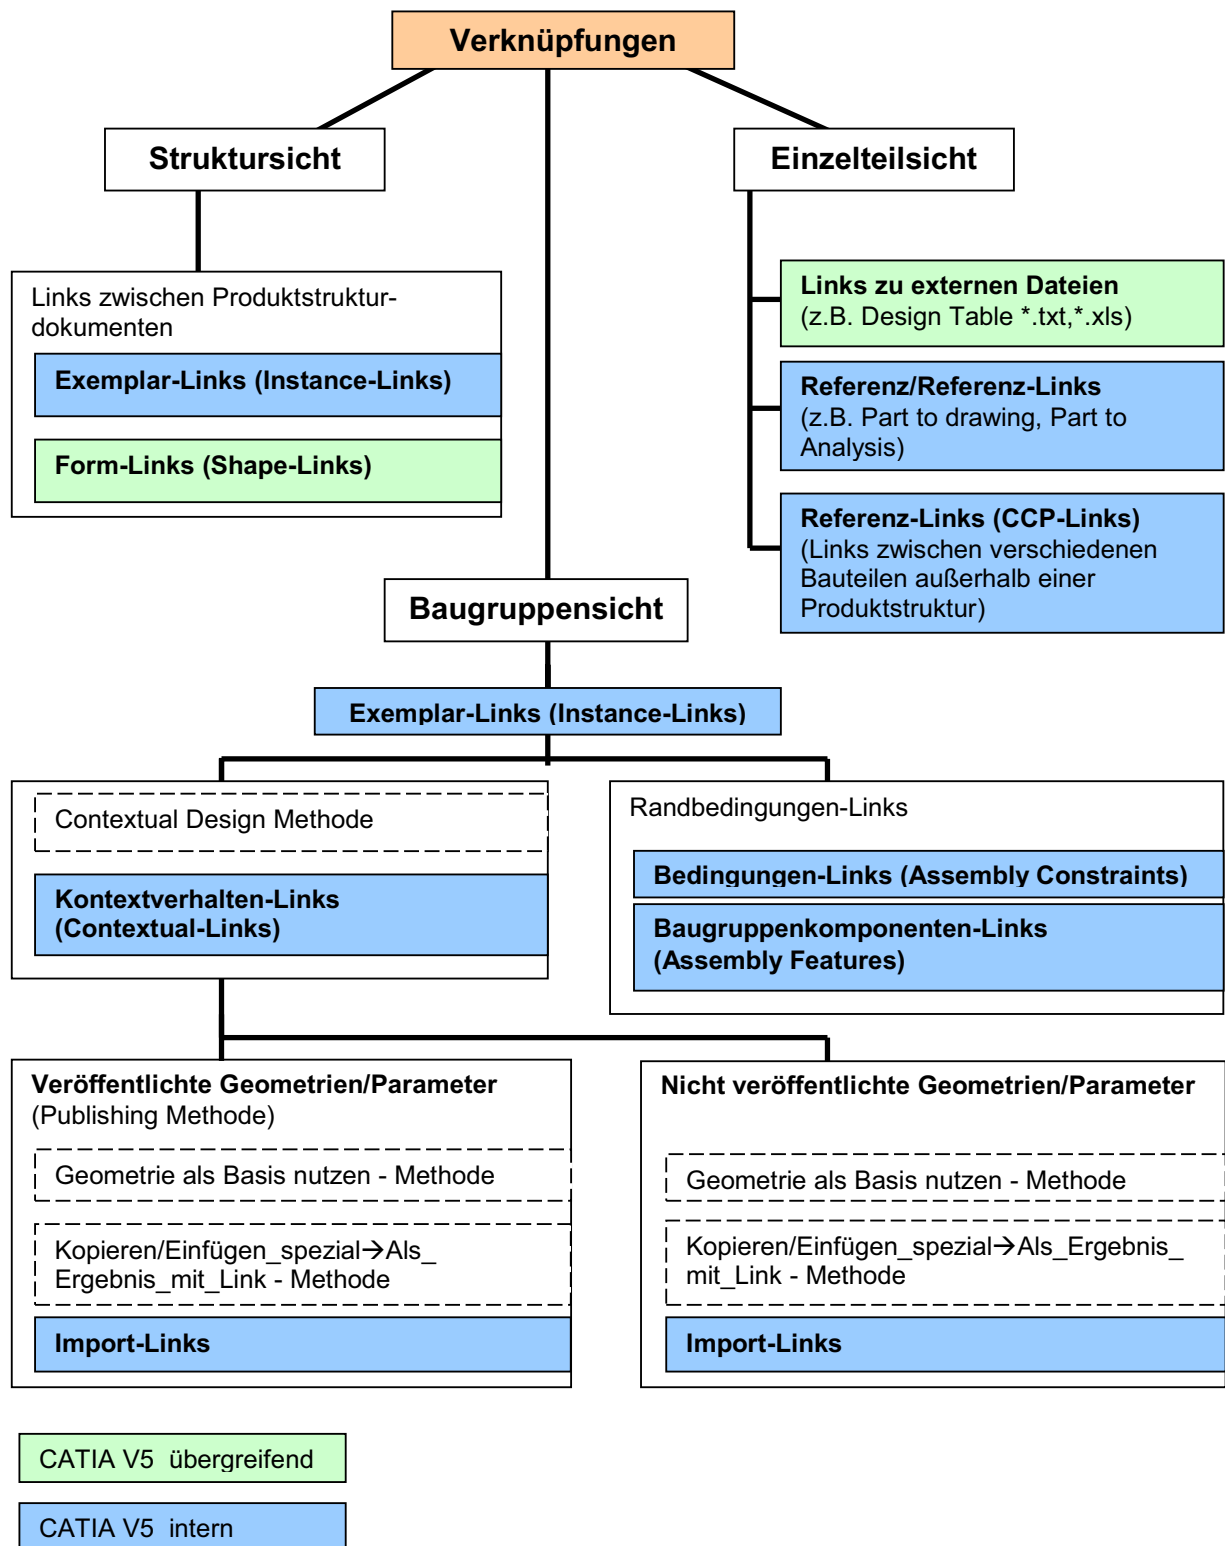 Verknüpfungen
Struktursicht
Einzelteilsicht
Links zwischen Produktstruktur-
dokumenten
Exemplar-Links (Instance-Links)
Form-Links (Shape-Links)
Links zu externen Dateien
(z.B. Design Table *.txt,*.xls)
Referenz/Referenz-Links
(z.B. Part to drawing, Part to
Analysis)
Referenz-Links (CCP-Links)
(Links zwischen verschiedenen
Bauteilen außerhalb einer
Produktstruktur)
Baugruppensicht
Exemplar-Links (Instance-Links)
Contextual Design Methode
Kontextverhalten-Links
(Contextual-Links)
Randbedingungen-Links
Bedingungen-Links (Assembly Constraints)
Baugruppenkomponenten-Links
(Assembly Features)
Veröffentlichte Geometrien/Parameter
(Publishing Methode)
Geometrie als Basis nutzen - Methode
Kopieren/Einfügen_spezial→Als_
Ergebnis_mit_Link - Methode
Import-Links
Nicht veröffentlichte Geometrien/Parameter
Geometrie als Basis nutzen - Methode
Kopieren/Einfügen_spezial→Als_Ergebnis_
mit_Link - Methode
Import-Links
CATIA V5 übergreifend
CATIA V5 intern